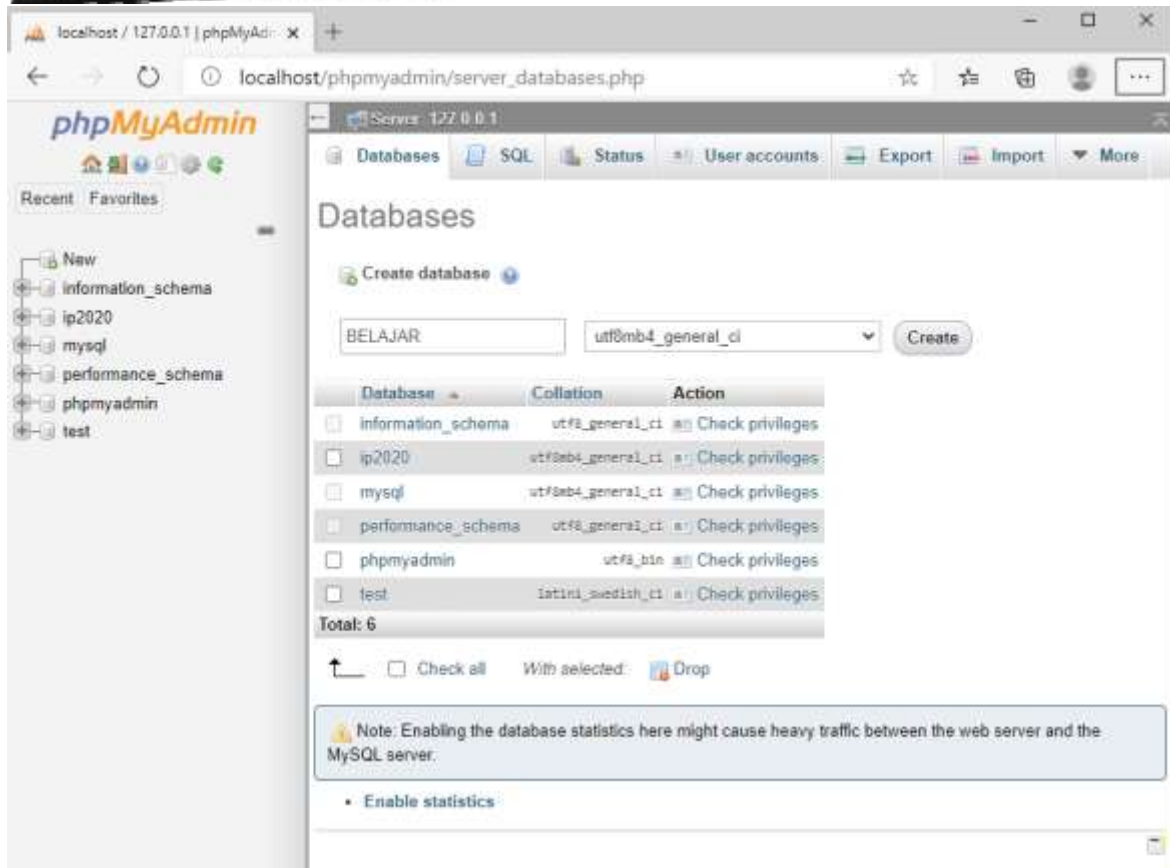 localhost / 127.0.0.1 | phpMyAd
localhost/phpmyadmin/server_databases.php
phpMyAdmin
Recent Favorites
New
information_schema
ip2020
mysql
performance_schema
phpmyadmin
test
Server: 127.0.0.1
Databases SQL Status User accounts Export Import More
Databases
Create database
BELAJAR utf8mb4_general_ci Create
Database Collation Action
information_schema utf8_general_ci Check privileges
ip2020 utf8mb4_general_ci Check privileges
mysql utf8mb4_general_ci Check privileges
performance_schema utf8_general_ci Check privileges
phpmyadmin utf8_bin Check privileges
test latin1_swedish_ci Check privileges
Total: 6
Check all With selected: Drop
Note: Enabling the database statistics here might cause heavy traffic between the web server and the
MySQL server.
• Enable statistics